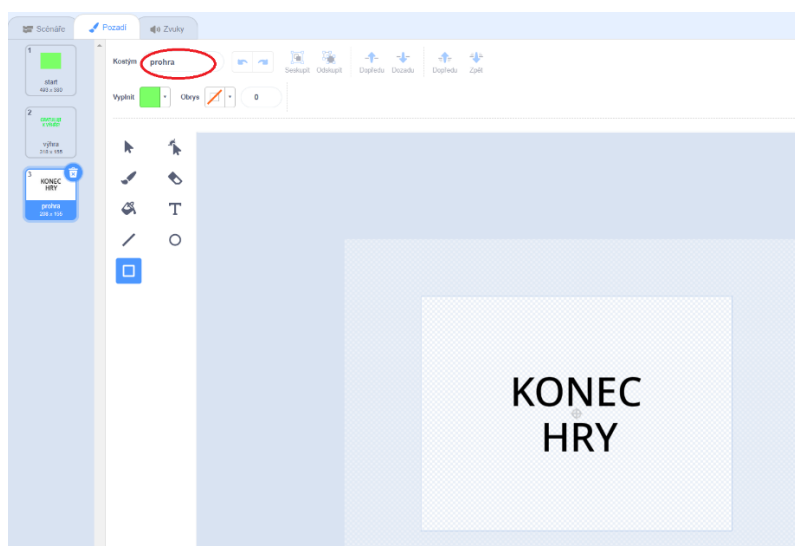 Scénáře
Pozadí
Zvuky
1
start
2
výhra
3
KONEC
HRY
prohra
Kostým
prohra
Seskupit
Odskupit
Dopředu
Dozadu
Dopředu
Zpět
Vyplnit
Obrys
0
T
KONEC
HRY